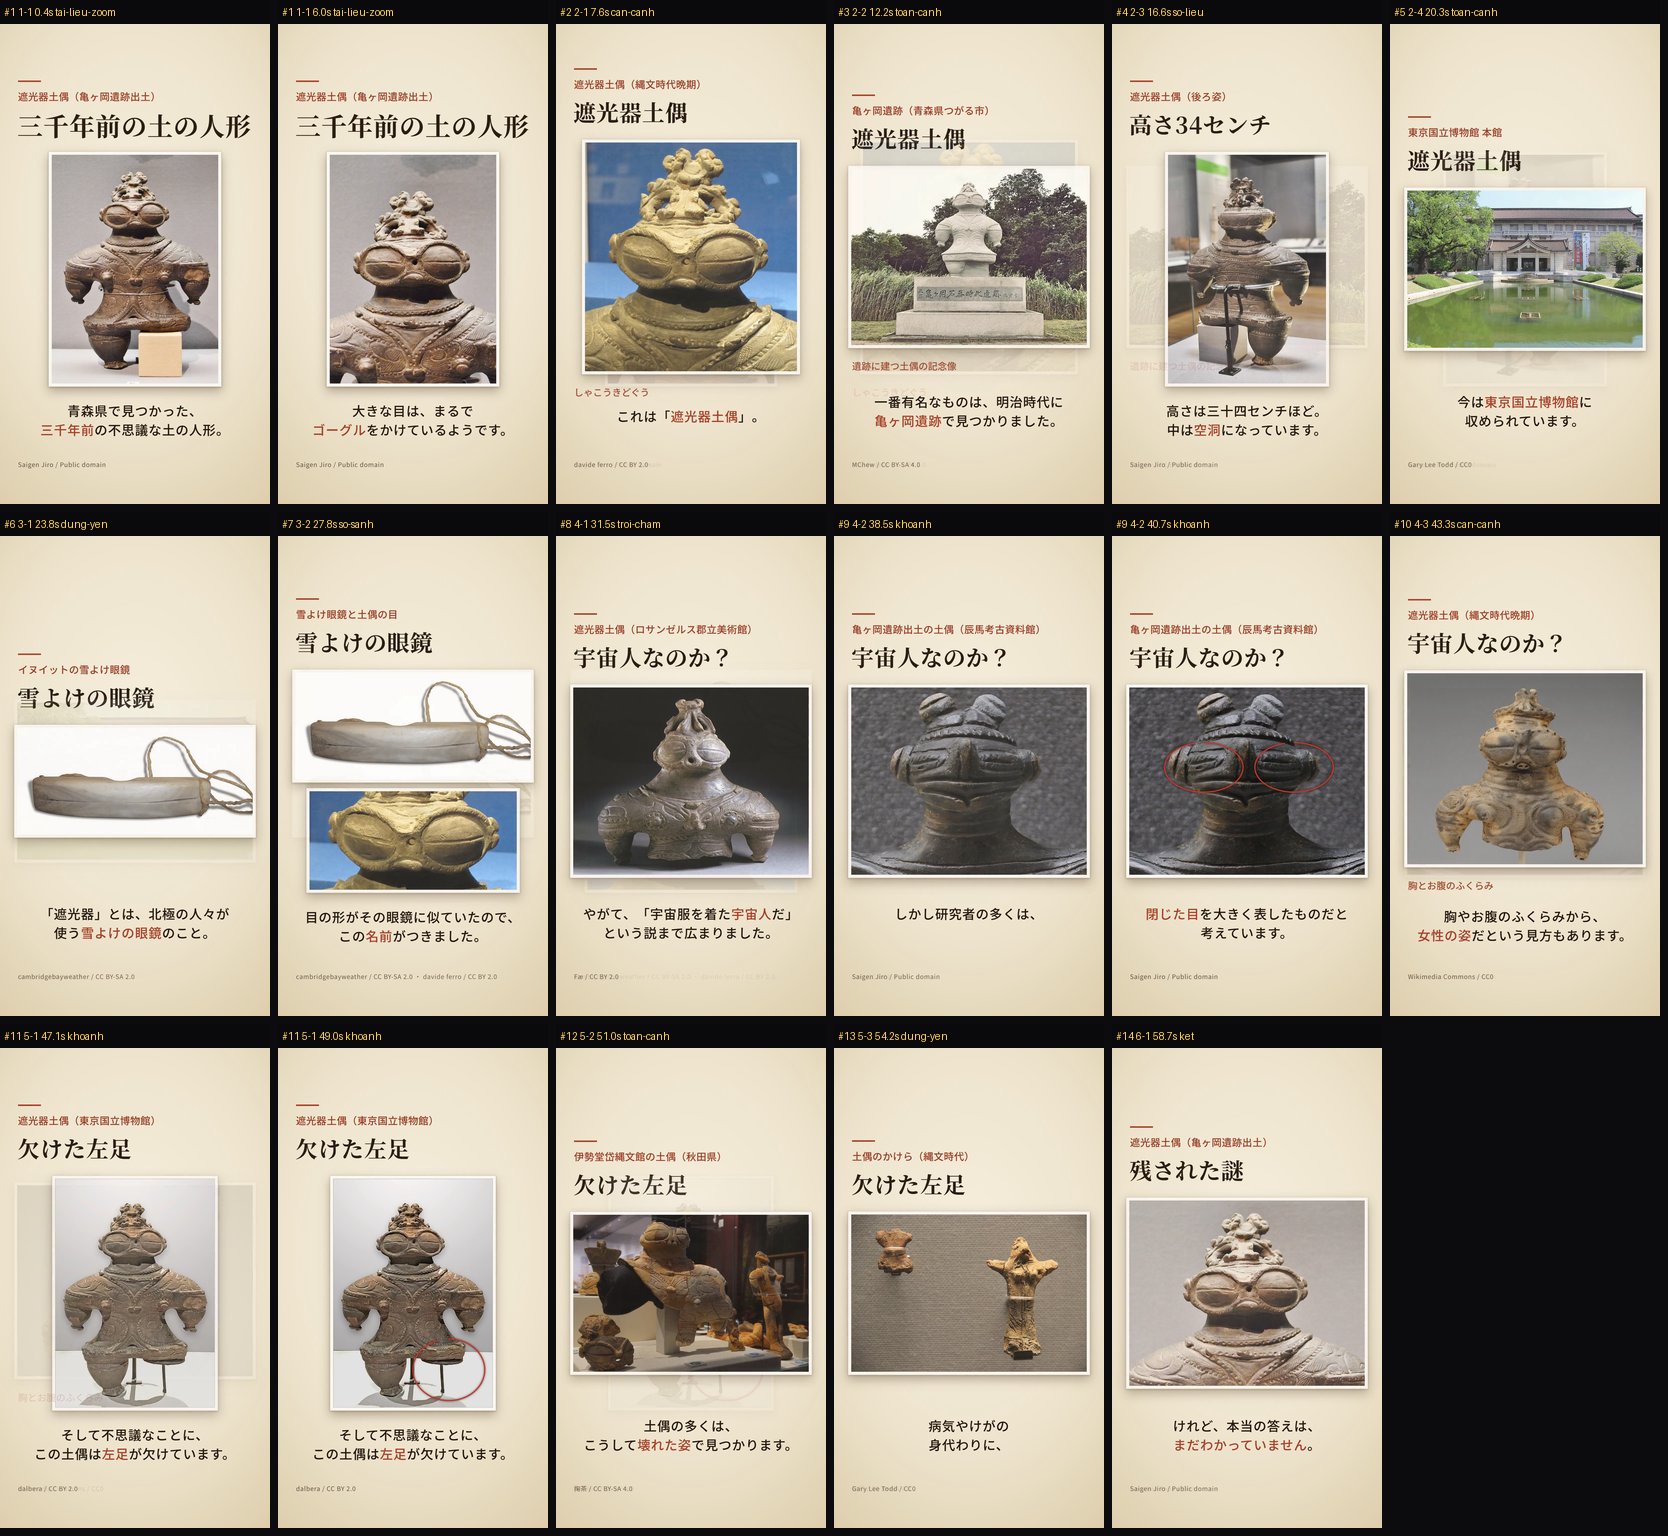 #1 1-1 0.4s tai-lieu-zoom
遮光器土偶（亀ヶ岡遺跡出土）
三千年前の土の人形
青森県で見つかった、
三千年前の不思議な土の人形。
Saigen Jiro / Public domain
#1 1-1 6.0s tai-lieu-zoom
遮光器土偶（亀ヶ岡遺跡出土）
三千年前の土の人形
大きな目は、まるで
ゴーグルをかけているようです。
Saigen Jiro / Public domain
#2 2-1 7.6s can-canh
遮光器土偶（縄文時代晩期）
遮光器土偶
しゃこうきどぐう
これは「遮光器土偶」。
davide ferro / CC BY 2.0
#3 2-2 12.2s toan-canh
亀ヶ岡遺跡（青森県つがる市）
遮光器土偶
遺跡に建つ土偶の記念像
一番有名なものは、明治時代に
亀ヶ岡遺跡で見つかりました。
MChew / CC BY-SA 4.0
#4 2-3 16.6s so-lieu
遮光器土偶（後ろ姿）
高さ34センチ
高さは三十四センチほど。
中は空洞になっています。
Saigen Jiro / Public domain
#5 2-4 20.3s toan-canh
東京国立博物館 本館
遮光器土偶
今は東京国立博物館に
収められています。
Gary Lee Todd / CC0
#6 3-1 23.8s dung-yen
イヌイットの雪よけ眼鏡
雪よけの眼鏡
「遮光器」とは、北極の人々が
使う雪よけの眼鏡のこと。
cambridgebayweather / CC BY-SA 2.0
#7 3-2 27.8s so-sanh
雪よけ眼鏡と土偶の目
雪よけの眼鏡
目の形がその眼鏡に似ていたので、
この名前がつきました。
cambridgebayweather / CC BY-SA 2.0 ・ davide ferro / CC BY 2.0
#8 4-1 31.5s troi-cham
遮光器土偶（ロサンゼルス郡立美術館）
宇宙人なのか？
やがて、「宇宙服を着た宇宙人だ」
という説まで広まりました。
Fæ / CC BY 2.0
#9 4-2 38.5s khoanh
亀ヶ岡遺跡出土の土偶（辰馬考古資料館）
宇宙人なのか？
しかし研究者の多くは、
Saigen Jiro / Public domain
#9 4-2 40.7s khoanh
亀ヶ岡遺跡出土の土偶（辰馬考古資料館）
宇宙人なのか？
閉じた目を大きく表したものだと
考えています。
Saigen Jiro / Public domain
#10 4-3 43.3s can-canh
遮光器土偶（縄文時代晩期）
宇宙人なのか？
胸とお腹のふくらみ
胸やお腹のふくらみから、
女性の姿だという見方もあります。
Wikimedia Commons / CC0
#11 5-1 47.1s khoanh
遮光器土偶（東京国立博物館）
欠けた左足
そして不思議なことに、
この土偶は左足が欠けています。
dalbera / CC BY 2.0
#11 5-1 49.0s khoanh
遮光器土偶（東京国立博物館）
欠けた左足
そして不思議なことに、
この土偶は左足が欠けています。
dalbera / CC BY 2.0
#12 5-2 51.0s toan-canh
伊勢堂岱縄文館の土偶（秋田県）
欠けた左足
土偶の多くは、
こうして壊れた姿で見つかります。
/ CC BY-SA 4.0
#13 5-3 54.2s dung-yen
土偶のかけら（縄文時代）
欠けた左足
病気やけがの
身代わりに、
Gary Lee Todd / CC0
#14 6-1 58.7s ket
遮光器土偶（亀ヶ岡遺跡出土）
残された謎
けれど、本当の答えは、
まだわかっていません。
Saigen Jiro / Public domain